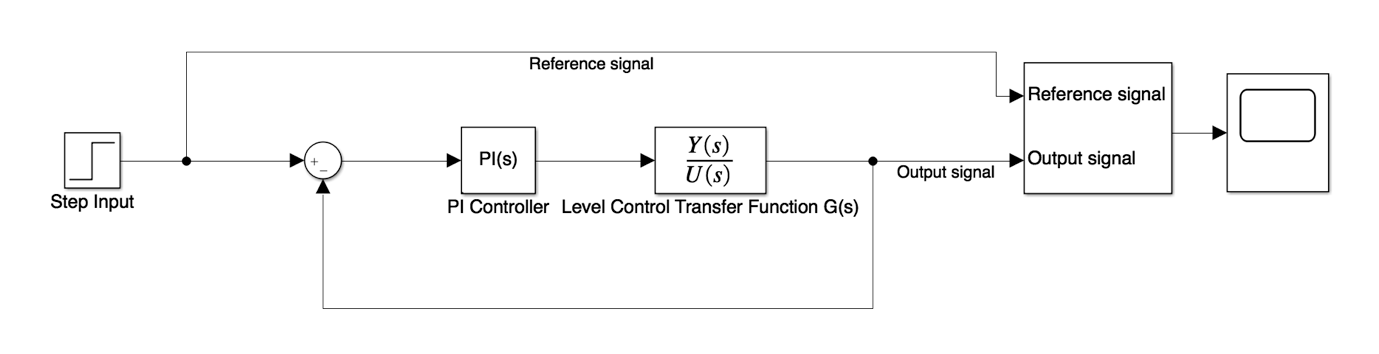 Reference signal
Reference signal
+
−
PI(s)
Y(s)
U(s)
Output signal
Output signal
Step Input
PI Controller
Level Control Transfer Function G(s)